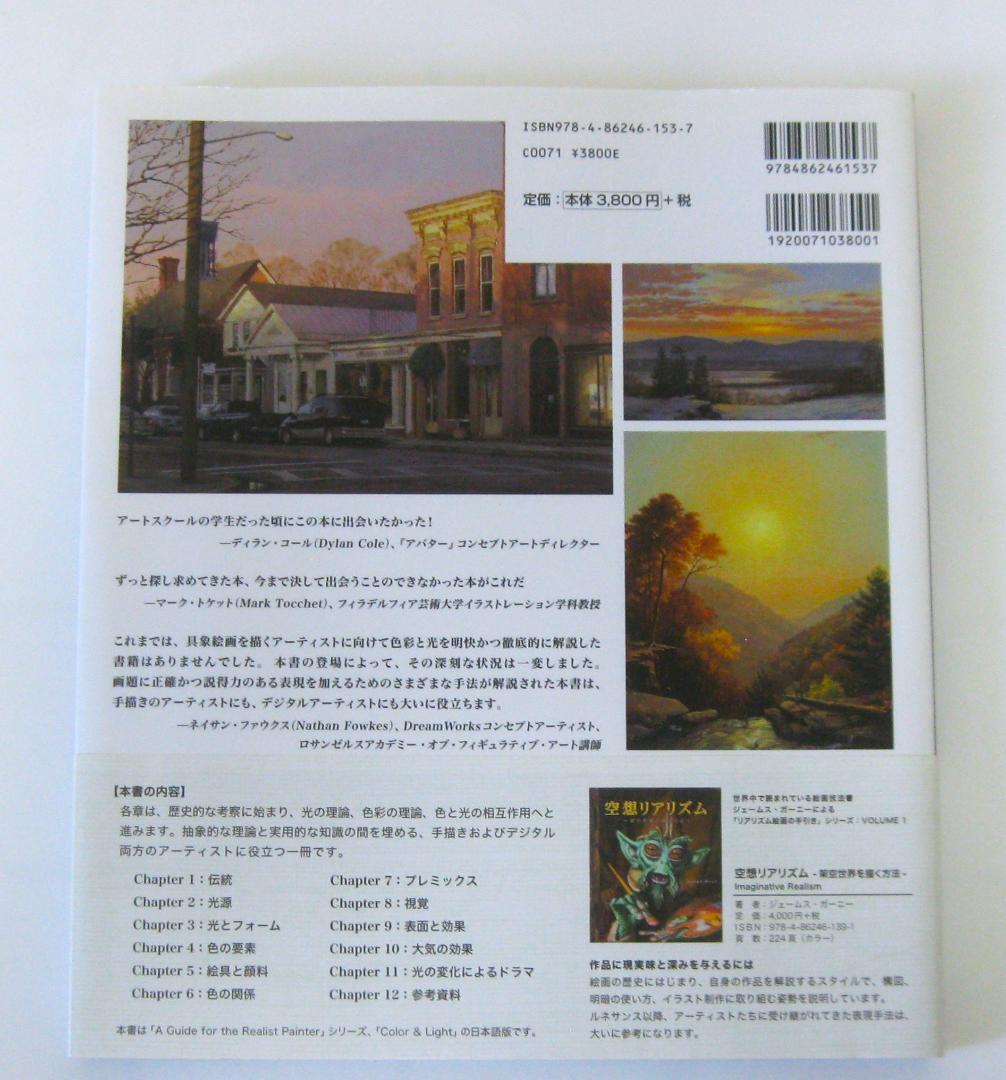 ISBN978-4-86246-153-7
C0071 ¥3800E
定価：本体3,800円＋税
9784862461537
1920071038001
アートスクールの学生だった頃にこの本に出会いたかった！
―ディラン・コール(Dylan Cole)、『アバター』コンセプトアートディレクター
ずっと探し求めてきた本、今まで決して出会うことのできなかった本がこれだ
―マーク・トケット(Mark Tocchet)、フィラデルフィア芸術大学イラストレーション学科教授
これまでは、具象絵画を描くアーティストに向けて色彩と光を明快かつ徹底的に解説した
書籍はありませんでした。 本書の登場によって、その深刻な状況は一変しました。
画題に正確かつ説得力のある表現を加えるためのさまざまな手法が解説された本書は、
手描きのアーティストにも、デジタルアーティストにも大いに役立ちます。
―ネイサン・ファウクス(Nathan Fowkes)、DreamWorksコンセプトアーティスト、
ロサンゼルスアカデミー・オブ・フィギュラティブ・アート講師
【本書の内容】
各章は、歴史的な考察に始まり、光の理論、色彩の理論、色と光の相互作用へと
進みます。抽象的な理論と実用的な知識の間を埋める、手描きおよびデジタル
両方のアーティストに役立つ一冊です。
Chapter 1：伝統
Chapter 2：光源
Chapter 3：光とフォーム
Chapter 4：色の要素
Chapter 5：絵具と顔料
Chapter 6：色の関係
Chapter 7：プレミックス
Chapter 8：視覚
Chapter 9：表面と効果
Chapter 10：大気の効果
Chapter 11：光の変化によるドラマ
Chapter 12：参考資料
本書は「A Guide for the Realist Painter」シリーズ、「Color & Light」の日本語版です。
空想リアリズム
世界中で読まれている絵画技法書
ジェームス・ガーニーによる
「リアリズム絵画の手引き」シリーズ：VOLUME 1
空想リアリズム -架空世界を描く方法-
Imaginative Realism
著 者：ジェームス・ガーニー
定 価：4,000円+税
ISBN：978-4-86246-139-1
頁 数：224頁（カラー）
作品に現実味と深みを与えるには
絵画の歴史にはじまり、自身の作品を解説するスタイルで、構図、
明暗の使い方、イラスト制作に取り組む姿勢を説明しています。
ルネサンス以降、アーティストたちに受け継がれてきた表現手法は、
大いに参考になります。